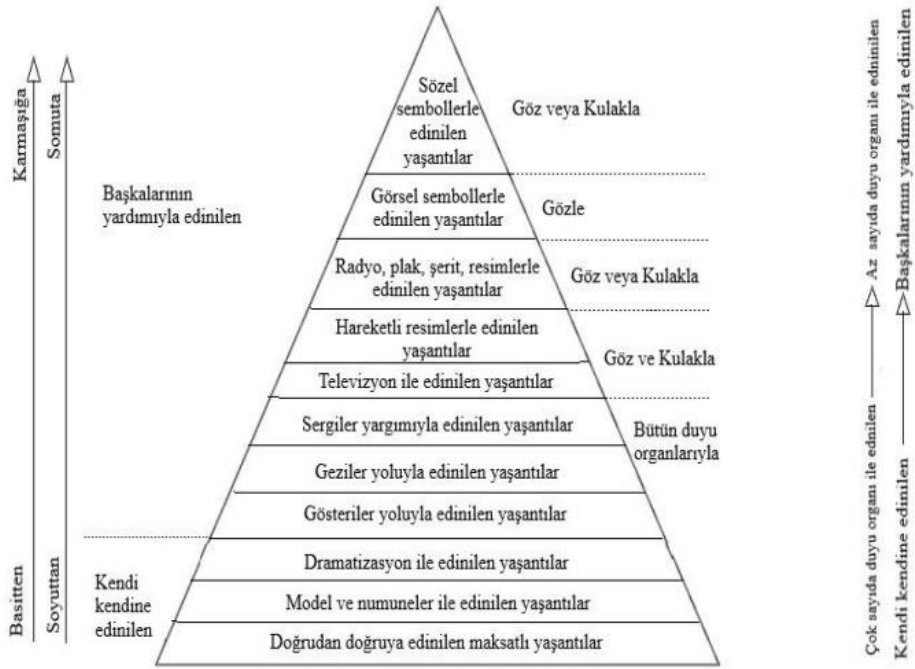 Sözel
sembollerle
edinilen
yaşantılar
Göz veya Kulakla
Görsel sembollerle
edinilen yaşantılar
Gözle
Radyo, plak, şerit, resimlerle
edinilen yaşantılar
Göz veya Kulakla
Hareketli resimlerle edinilen
yaşantılar
Göz ve Kulakla
Televizyon ile edinilen yaşantılar
Sergiler yargımıyla edinilen yaşantılar
Bütün duyu
organlarıyla
Geziler yoluyla edinilen yaşantılar
Gösteriler yoluyla edinilen yaşantılar
Dramatizasyon ile edinilen yaşantılar
Model ve numuneler ile edinilen yaşantılar
Doğrudan doğruya edinilen maksatlı yaşantılar
Başkalarının
yardımıyla edinilen
Kendi
kendine
edinilen
Basitten
Karmaşığa
Soyuttan
Somuta
Çok sayıda duyu organı ile ednilen
Az sayıda duyu organı ile edninilen
Kendi kendine edinilen
Başkalarının yardımıyla edinilen